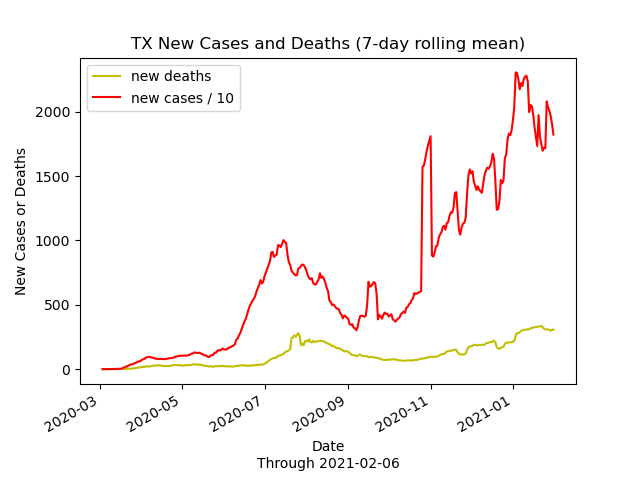 TX New Cases and Deaths (7-day rolling mean)
new deaths
new cases / 10
New Cases or Deaths
2000
1500
1000
500
0
2020-03
2020-05
2020-07
2020-09
2020-11
2021-01
Date
Through 2021-02-06